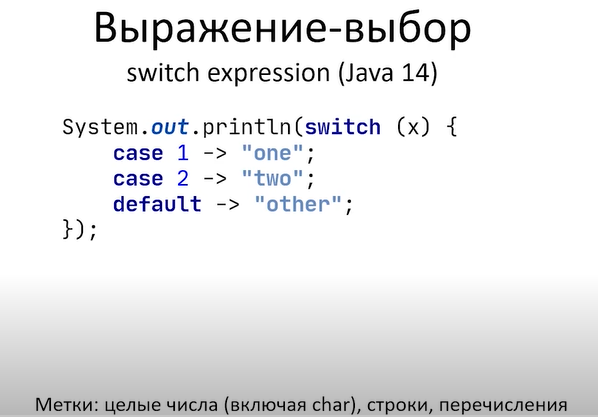 Выражение-выбор
switch expression (Java 14)
System.out.println(switch (x) {
    case 1 -> "one";
    case 2 -> "two";
    default -> "other";
});
Метки: целые числа (включая char), строки, перечисления